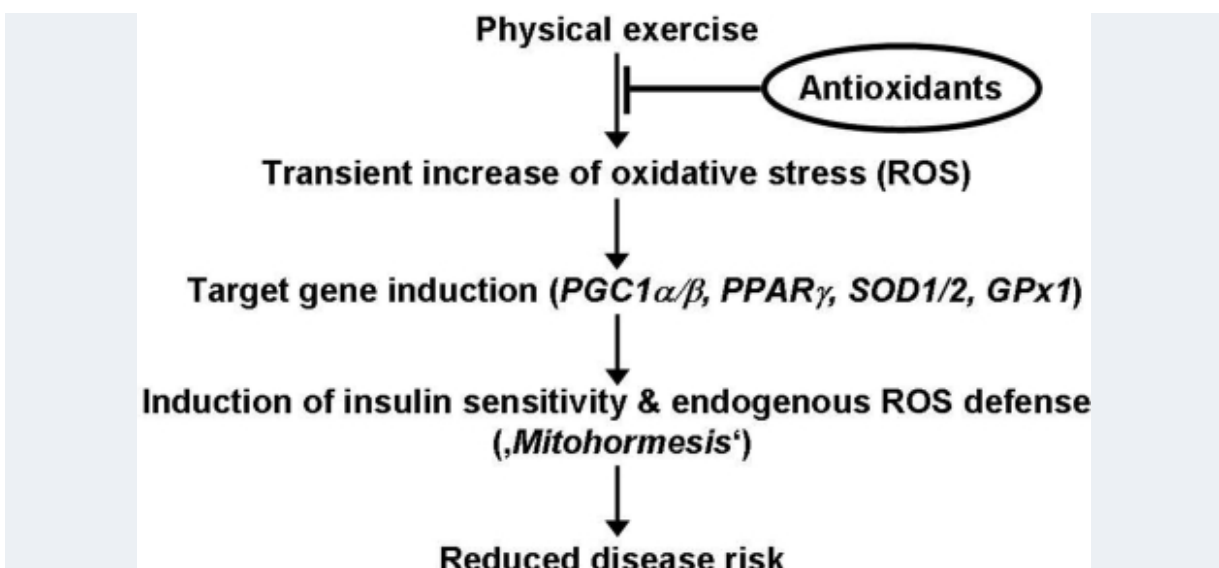 Physical exercise
Antioxidants
Transient increase of oxidative stress (ROS)
Target gene induction (PGC1α/β, PPARγ, SOD1/2, GPx1)
Induction of insulin sensitivity & endogenous ROS defense
(‚Mitohormesis‘)
Reduced disease risk